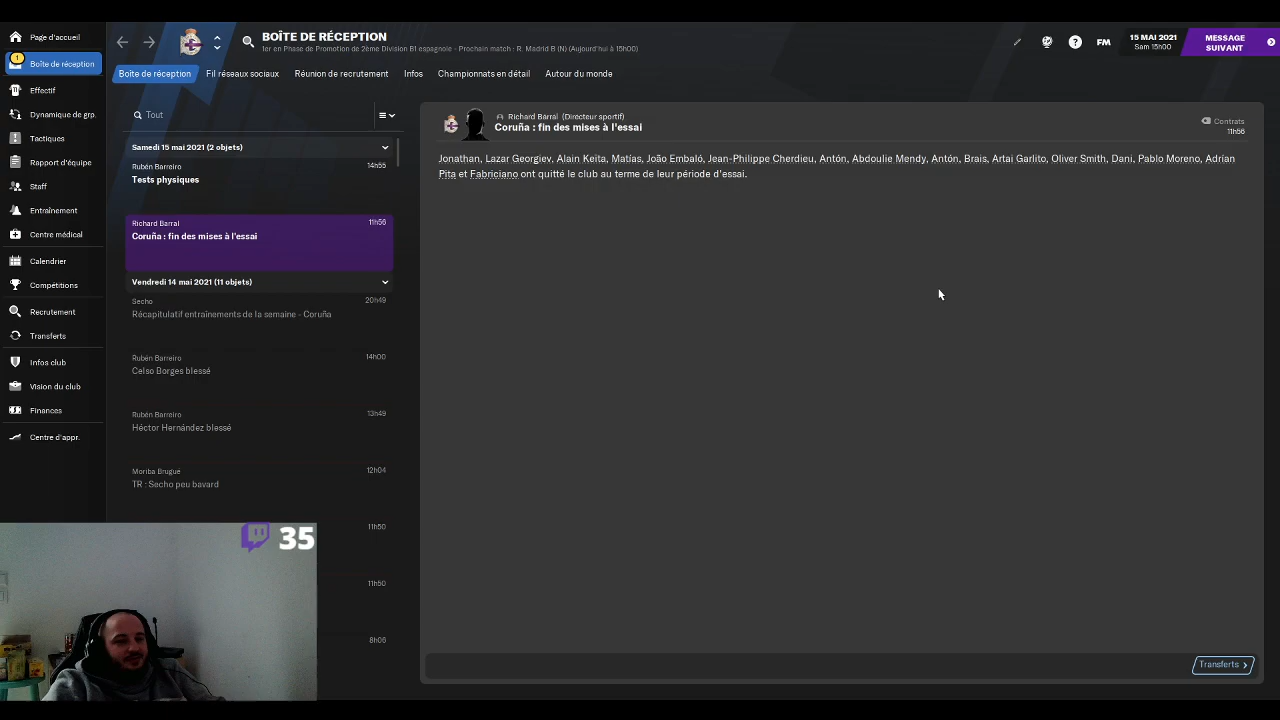 Page d'accueil
1
Boîte de réception
Effectif
Dynamique de grp.
Tactiques
Rapport d'équipe
Staff
Entraînement
Centre médical
Calendrier
Compétitions
Recrutement
Transferts
Infos club
Vision du club
Finances
Centre d'appr.
BOÎTE DE RÉCEPTION
1er en Phase de Promotion de 2ème Division B1 espagnole - Prochain match : R. Madrid B (N) (Aujourd'hui à 15h00)
FM
15 MAI 2021
Sam 15h00
MESSAGE
SUIVANT
Boîte de réception Fil réseaux sociaux Réunion de recrutement Infos Championnats en détail Autour du monde
Tout
Samedi 15 mai 2021 (2 objets)
Rubén Barreiro 14h55
Tests physiques
Richard Barral 11h56
Coruña : fin des mises à l'essai
Vendredi 14 mai 2021 (11 objets)
Secho 20h49
Récapitulatif entraînements de la semaine - Coruña
Rubén Barreiro 14h00
Celso Borges blessé
Rubén Barreiro 13h49
Héctor Hernández blessé
Moriba Brugué 12h04
TR : Secho peu bavard
11h50
11h50
8h06
35
Richard Barral (Directeur sportif)
Coruña : fin des mises à l'essai
Contrats
11h56
Jonathan, Lazar Georgiev, Alain Keita, Matías, João Embaló, Jean-Philippe Cherdieu, Antón, Abdoulie Mendy, Antón, Brais, Artai Garlito, Oliver Smith, Dani, Pablo Moreno, Adrían
Pita et Fabriciano ont quitté le club au terme de leur période d'essai.
Transferts